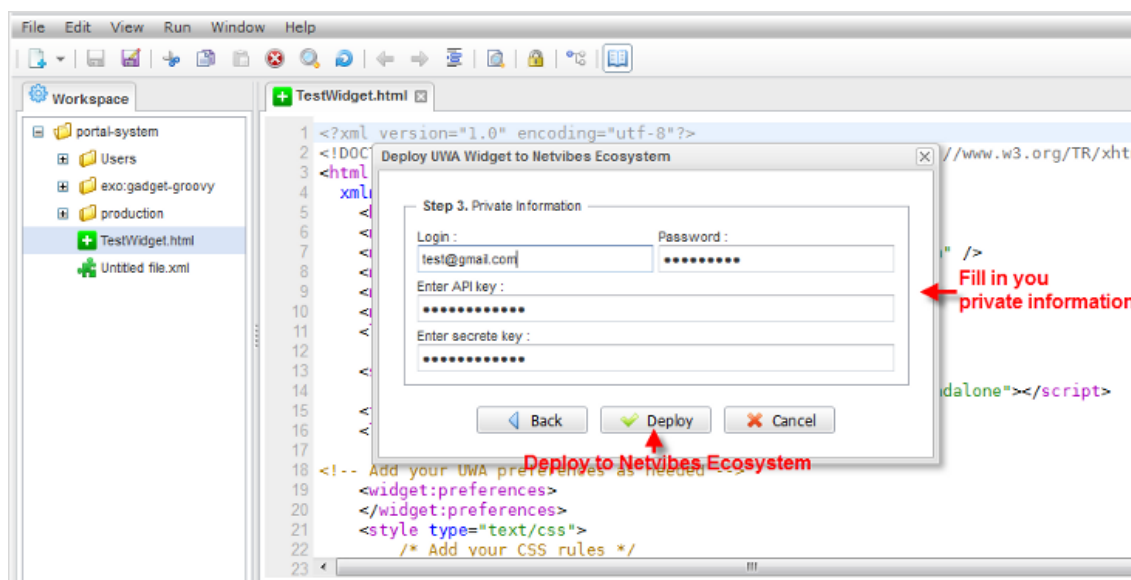 File Edit View Run Window Help
Workspace
TestWidget.html
portal-system
Users
exo:gadget-groovy
production
TestWidget.html
Untitled file.xml
1 <?xml version="1.0" encoding="utf-8"?>
2 <!DOC //www.w3.org/TR/xht
3 <html
4 xml
5 <
6 <
7 < " />
8 <
9 <
10 <
11 <
12
13 <
14 dalone"></script>
15 <
16 <
17
18 <!-- Add your UWA preferences as needed -->
19 <widget:preferences>
20 </widget:preferences>
21 <style type="text/css">
22 /* Add your CSS rules */
23
Deploy UWA Widget to Netvibes Ecosystem
Step 3. Private Information
Login :
Password :
test@gmail.com
•••••••••
Enter API key :
••••••••••••
Enter secrete key :
••••••••••••
Back
Deploy
Cancel
Fill in you
private information
Deploy to Netvibes Ecosystem